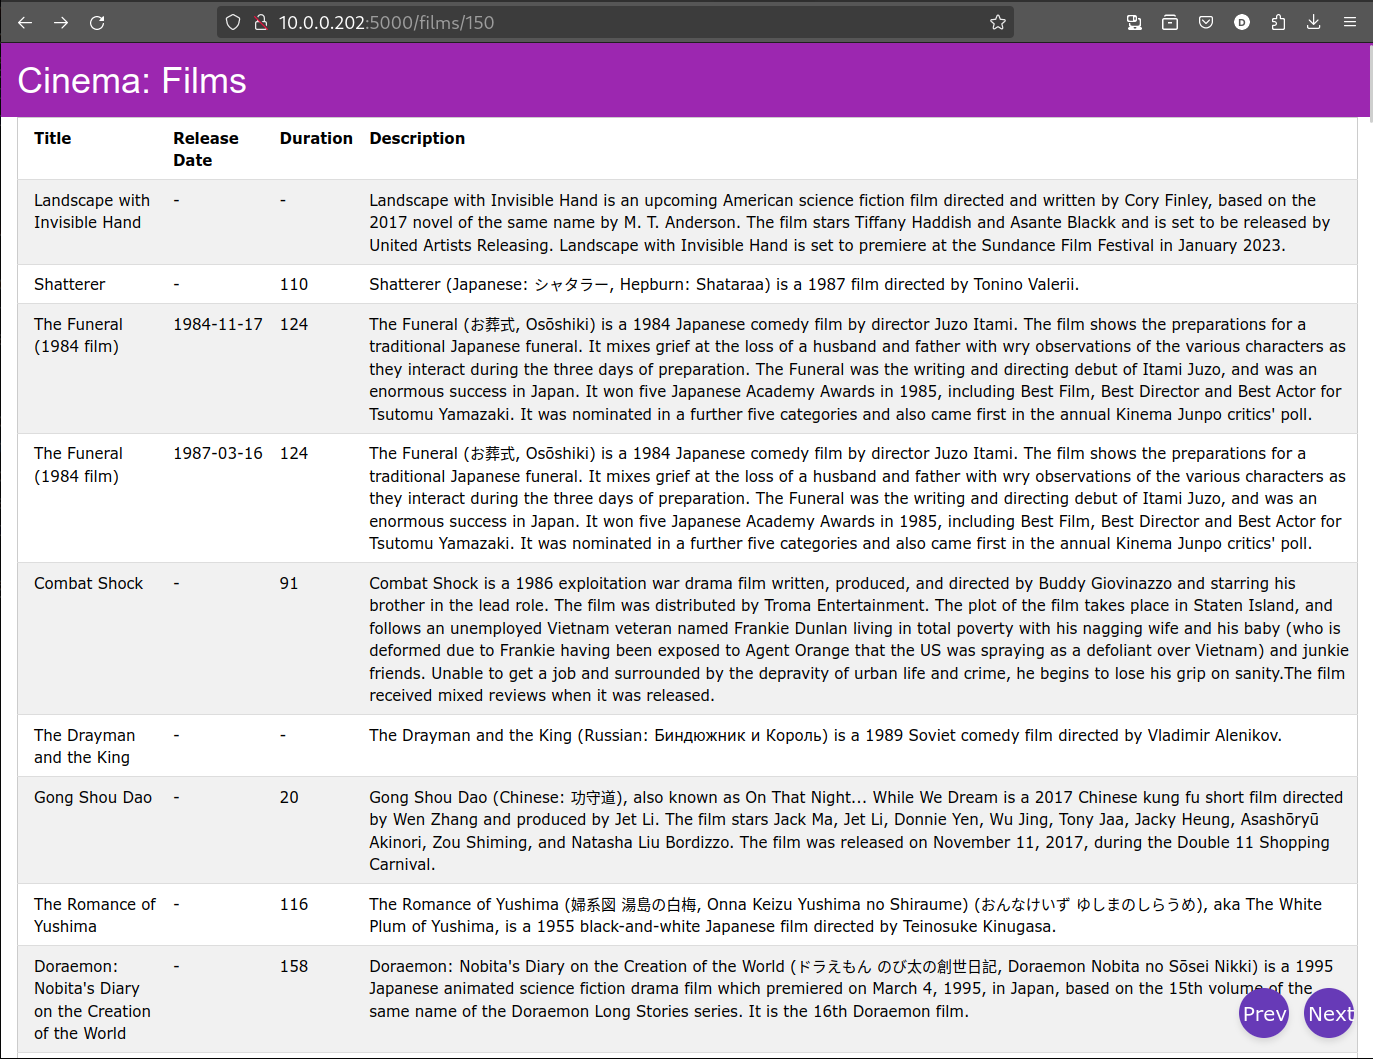 10.0.0.202:5000/films/150
Cinema: Films
Title Release Date Duration Description
Landscape with Invisible Hand - - Landscape with Invisible Hand is an upcoming American science fiction film directed and written by Cory Finley, based on the
2017 novel of the same name by M. T. Anderson. The film stars Tiffany Haddish and Asante Blackk and is set to be released by
United Artists Releasing. Landscape with Invisible Hand is set to premiere at the Sundance Film Festival in January 2023.
Shatterer - 110 Shatterer (Japanese: シャタラー, Hepburn: Shataraa) is a 1987 film directed by Tonino Valerii.
The Funeral (1984 film) 1984-11-17 124 The Funeral (お葬式, Osōshiki) is a 1984 Japanese comedy film by director Juzo Itami. The film shows the preparations for a
traditional Japanese funeral. It mixes grief at the loss of a husband and father with wry observations of the various characters as
they interact during the three days of preparation. The Funeral was the writing and directing debut of Itami Juzo, and was an
enormous success in Japan. It won five Japanese Academy Awards in 1985, including Best Film, Best Director and Best Actor for
Tsutomu Yamazaki. It was nominated in a further five categories and also came first in the annual Kinema Junpo critics' poll.
The Funeral (1984 film) 1987-03-16 124 The Funeral (お葬式, Osōshiki) is a 1984 Japanese comedy film by director Juzo Itami. The film shows the preparations for a
traditional Japanese funeral. It mixes grief at the loss of a husband and father with wry observations of the various characters as
they interact during the three days of preparation. The Funeral was the writing and directing debut of Itami Juzo, and was an
enormous success in Japan. It won five Japanese Academy Awards in 1985, including Best Film, Best Director and Best Actor for
Tsutomu Yamazaki. It was nominated in a further five categories and also came first in the annual Kinema Junpo critics' poll.
Combat Shock - 91 Combat Shock is a 1986 exploitation war drama film written, produced, and directed by Buddy Giovinazzo and starring his
brother in the lead role. The film was distributed by Troma Entertainment. The plot of the film takes place in Staten Island, and
follows an unemployed Vietnam veteran named Frankie Dunlan living in total poverty with his nagging wife and his baby (who is
deformed due to Frankie having been exposed to Agent Orange that the US was spraying as a defoliant over Vietnam) and junkie
friends. Unable to get a job and surrounded by the depravity of urban life and crime, he begins to lose his grip on sanity.The film
received mixed reviews when it was released.
The Drayman and the King - - The Drayman and the King (Russian: Биндюжник и Король) is a 1989 Soviet comedy film directed by Vladimir Alenikov.
Gong Shou Dao - 20 Gong Shou Dao (Chinese: 功守道), also known as On That Night... While We Dream is a 2017 Chinese kung fu short film directed
by Wen Zhang and produced by Jet Li. The film stars Jack Ma, Jet Li, Donnie Yen, Wu Jing, Tony Jaa, Jacky Heung, Asashōryū
Akinori, Zou Shiming, and Natasha Liu Bordizzo. The film was released on November 11, 2017, during the Double 11 Shopping
Carnival.
The Romance of Yushima - 116 The Romance of Yushima (婦系図 湯島の白梅, Onna Keizu Yushima no Shiraume) (おんなけいず ゆしまのしらうめ), aka The White
Plum of Yushima, is a 1955 black-and-white Japanese film directed by Teinosuke Kinugasa.
Doraemon: Nobita's Diary on the Creation of the World - 158 Doraemon: Nobita's Diary on the Creation of the World (ドラえもん のび太の創世日記, Doraemon Nobita no Sōsei Nikki) is a 1995
Japanese animated science fiction drama film which premiered on March 4, 1995, in Japan, based on the 15th volume of the
same name of the Doraemon Long Stories series. It is the 16th Doraemon film.
Prev Next